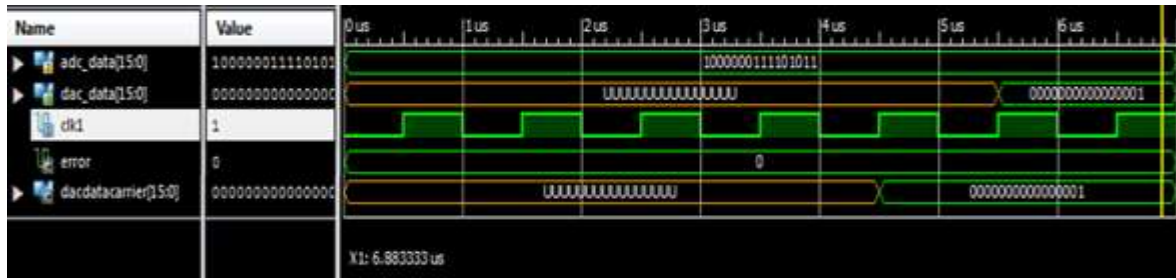 Name Value 0 us 1 us 2 us 3 us 4 us 5 us 6 us
adc_data[15:0] 100000011110101 1000000111101011
dac_data[15:0] 000000000000000 UUUUUUUUUUUUUUUU 0000000000000001
clk1 1
error 0 0
dacdatacarrier[15:0] 000000000000000 UUUUUUUUUUUUUUUU 0000000000000001
X1: 6.883333 us